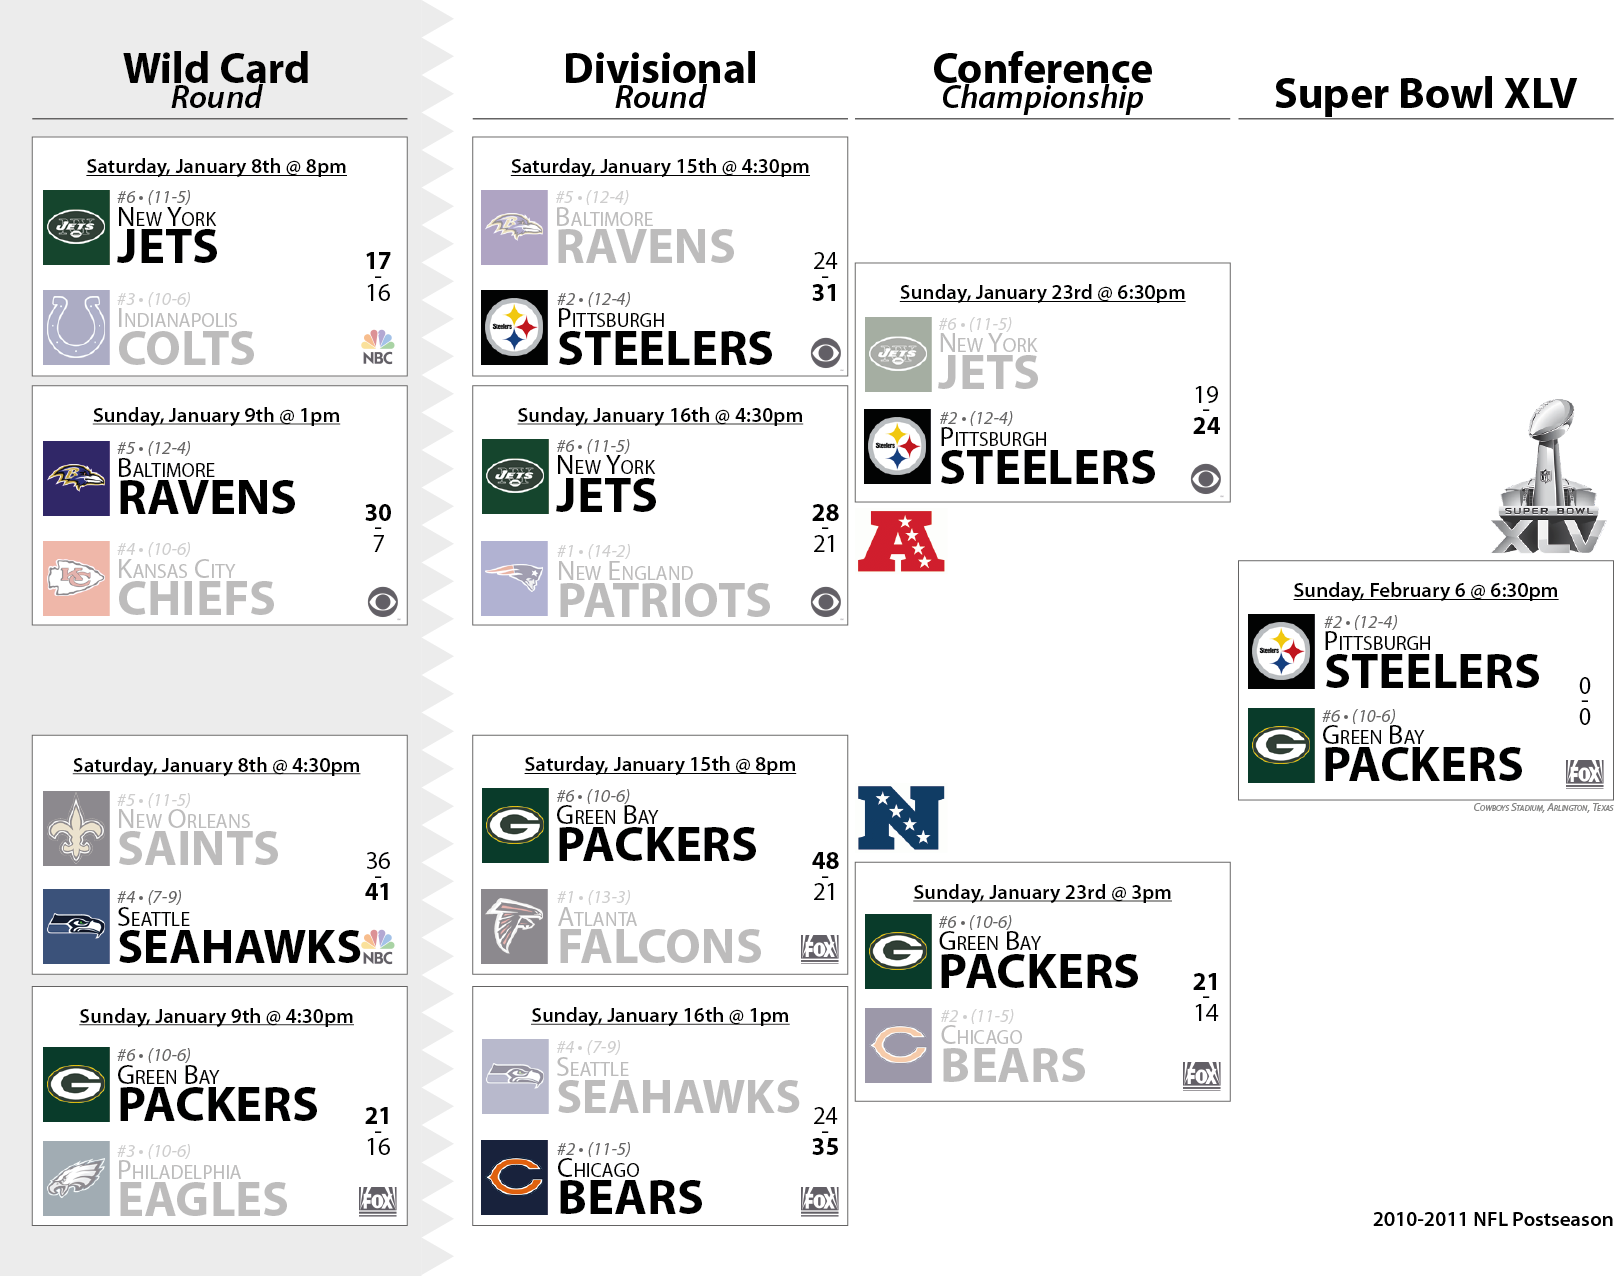 Wild Card
Round
Saturday, January 8th @ 8pm
#6 • (11-5)
New York
JETS
17
-
16
#3 • (10-6)
Indianapolis
COLTS
NBC
Sunday, January 9th @ 1pm
#5 • (12-4)
Baltimore
RAVENS
30
-
7
#4 • (10-6)
Kansas City
CHIEFS
Saturday, January 8th @ 4:30pm
#5 • (11-5)
New Orleans
SAINTS
36
-
41
#4 • (7-9)
Seattle
SEAHAWKS
NBC
Sunday, January 9th @ 4:30pm
#6 • (10-6)
Green Bay
PACKERS
21
-
16
#3 • (10-6)
Philadelphia
EAGLES
FOX
Divisional
Round
Saturday, January 15th @ 4:30pm
#5 • (12-4)
Baltimore
RAVENS
24
-
31
#2 • (12-4)
Pittsburgh
STEELERS
Sunday, January 16th @ 4:30pm
#6 • (11-5)
New York
JETS
28
-
21
#1 • (14-2)
New England
PATRIOTS
Saturday, January 15th @ 8pm
#6 • (10-6)
Green Bay
PACKERS
48
-
21
#1 • (13-3)
Atlanta
FALCONS
FOX
Sunday, January 16th @ 1pm
#4 • (7-9)
Seattle
SEAHAWKS
24
-
35
#2 • (11-5)
Chicago
BEARS
FOX
Conference
Championship
Sunday, January 23rd @ 6:30pm
#6 • (11-5)
New York
JETS
19
-
24
#2 • (12-4)
Pittsburgh
STEELERS
A
N
Sunday, January 23rd @ 3pm
#6 • (10-6)
Green Bay
PACKERS
21
-
14
#2 • (11-5)
Chicago
BEARS
FOX
Super Bowl XLV
SUPER BOWL
XLV
Sunday, February 6 @ 6:30pm
#2 • (12-4)
Pittsburgh
STEELERS
0
-
0
#6 • (10-6)
Green Bay
PACKERS
FOX
Cowboys Stadium, Arlington, Texas
2010-2011 NFL Postseason